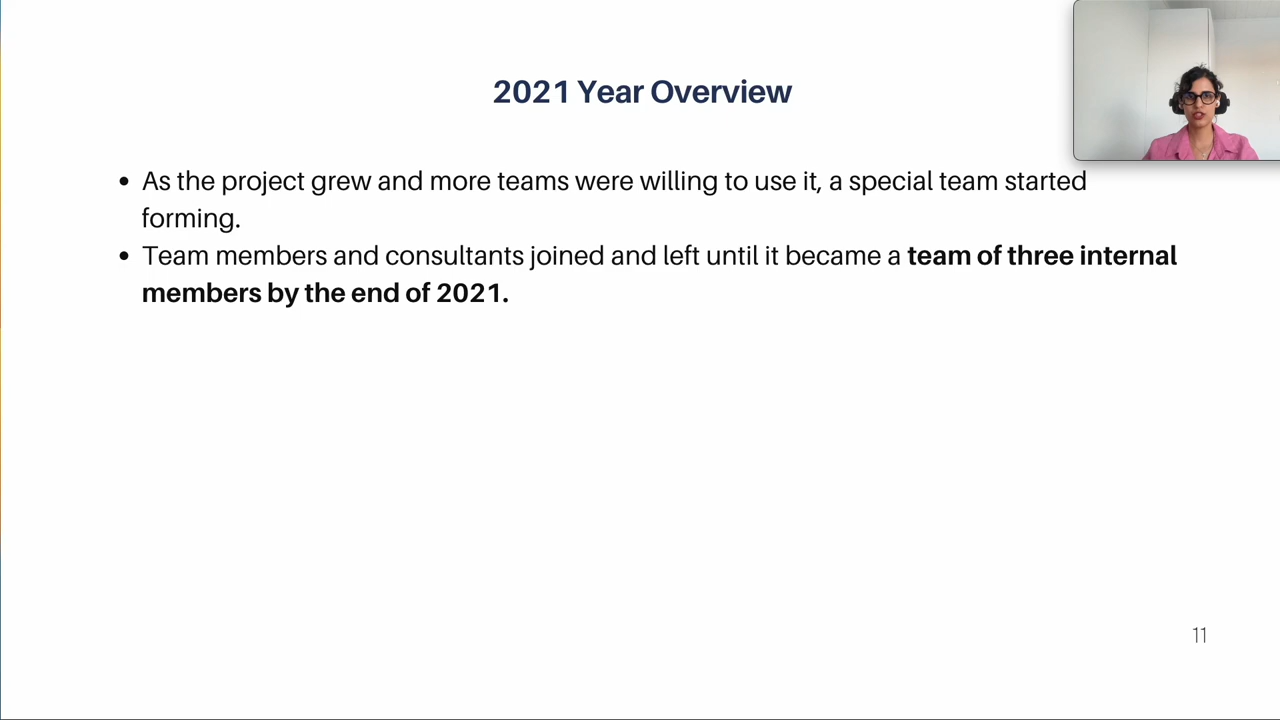 2021 Year Overview
• As the project grew and more teams were willing to use it, a special team started
forming.
• Team members and consultants joined and left until it became a team of three internal
members by the end of 2021.
11